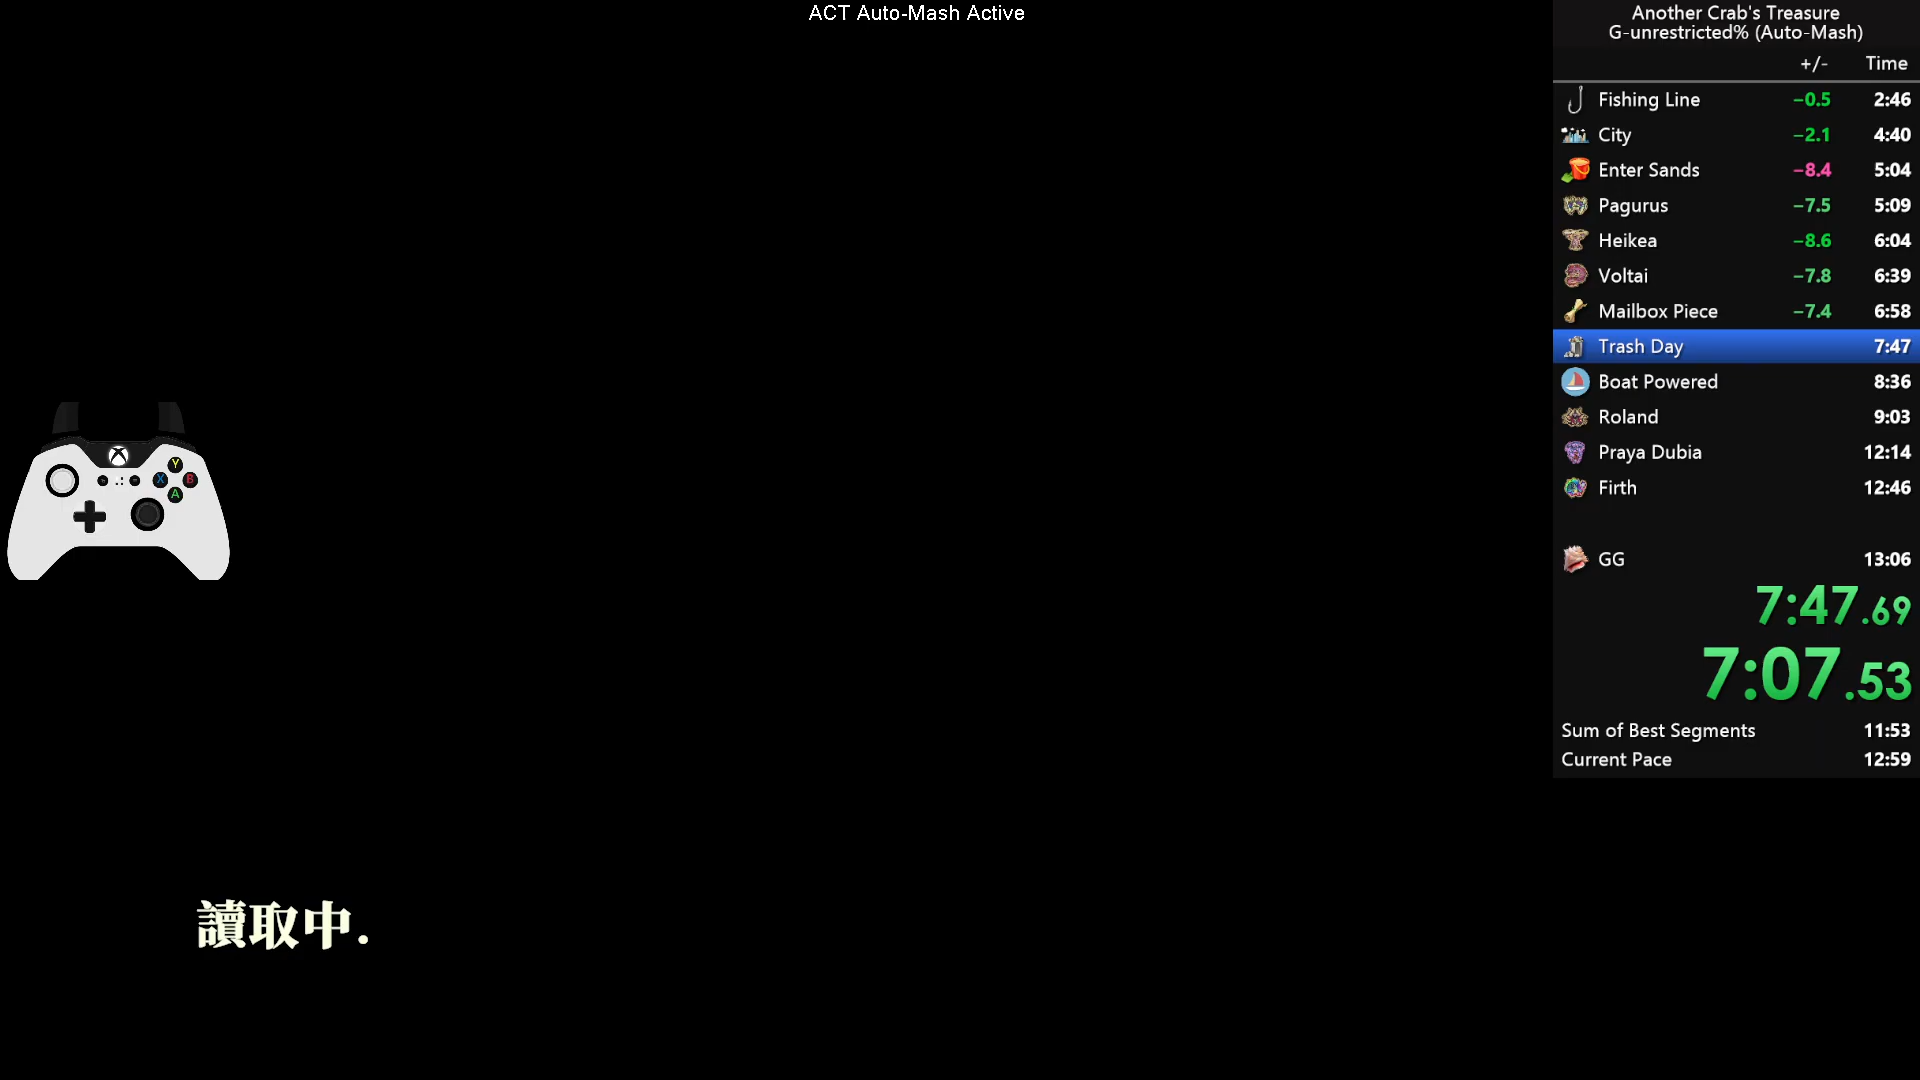 ACT Auto-Mash Active
Another Crab's Treasure
G-unrestricted% (Auto-Mash)
+/- Time
Fishing Line −0.5 2:46
City −2.1 4:40
Enter Sands −8.4 5:04
Pagurus −7.5 5:09
Heikea −8.6 6:04
Voltai −7.8 6:39
Mailbox Piece −7.4 6:58
Trash Day 7:47
Boat Powered 8:36
Roland 9:03
Praya Dubia 12:14
Firth 12:46
GG 13:06
7:47.69
7:07.53
Sum of Best Segments 11:53
Current Pace 12:59
Y
X B
A
讀取中.